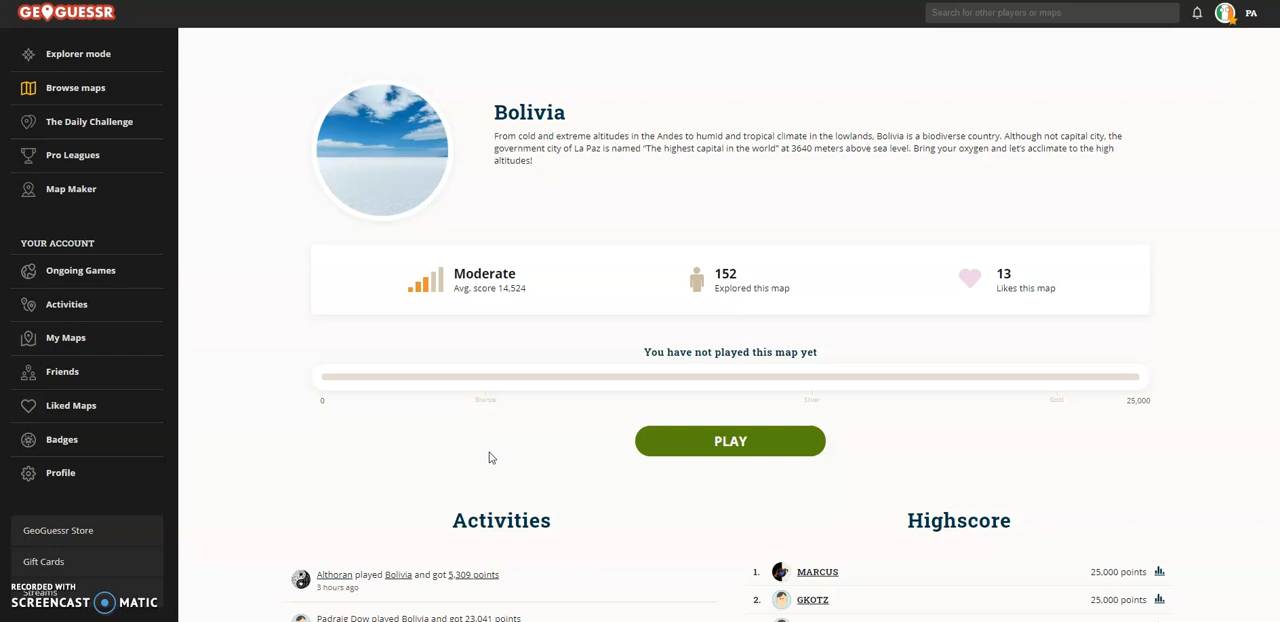 GEOGUESSR
Search for other players or maps
PA
Explorer mode
Browse maps
The Daily Challenge
Pro Leagues
Map Maker
YOUR ACCOUNT
Ongoing Games
Activities
My Maps
Friends
Liked Maps
Badges
Profile
GeoGuessr Store
Gift Cards
Streams
RECORDED WITH
SCREENCAST MATIC
Bolivia
From cold and extreme altitudes in the Andes to humid and tropical climate in the lowlands, Bolivia is a biodiverse country. Although not capital city, the
government city of La Paz is named "The highest capital in the world" at 3640 meters above sea level. Bring your oxygen and let's acclimate to the high
altitudes!
Moderate
Avg. score 14,524
152
Explored this map
13
Likes this map
You have not played this map yet
0 Bronze Silver Gold 25,000
PLAY
Activities
Althoran played Bolivia and got 5,309 points
3 hours ago
Padraig Dow played Bolivia and got 23,041 points
Highscore
1. MARCUS 25,000 points
2. GKOTZ 25,000 points